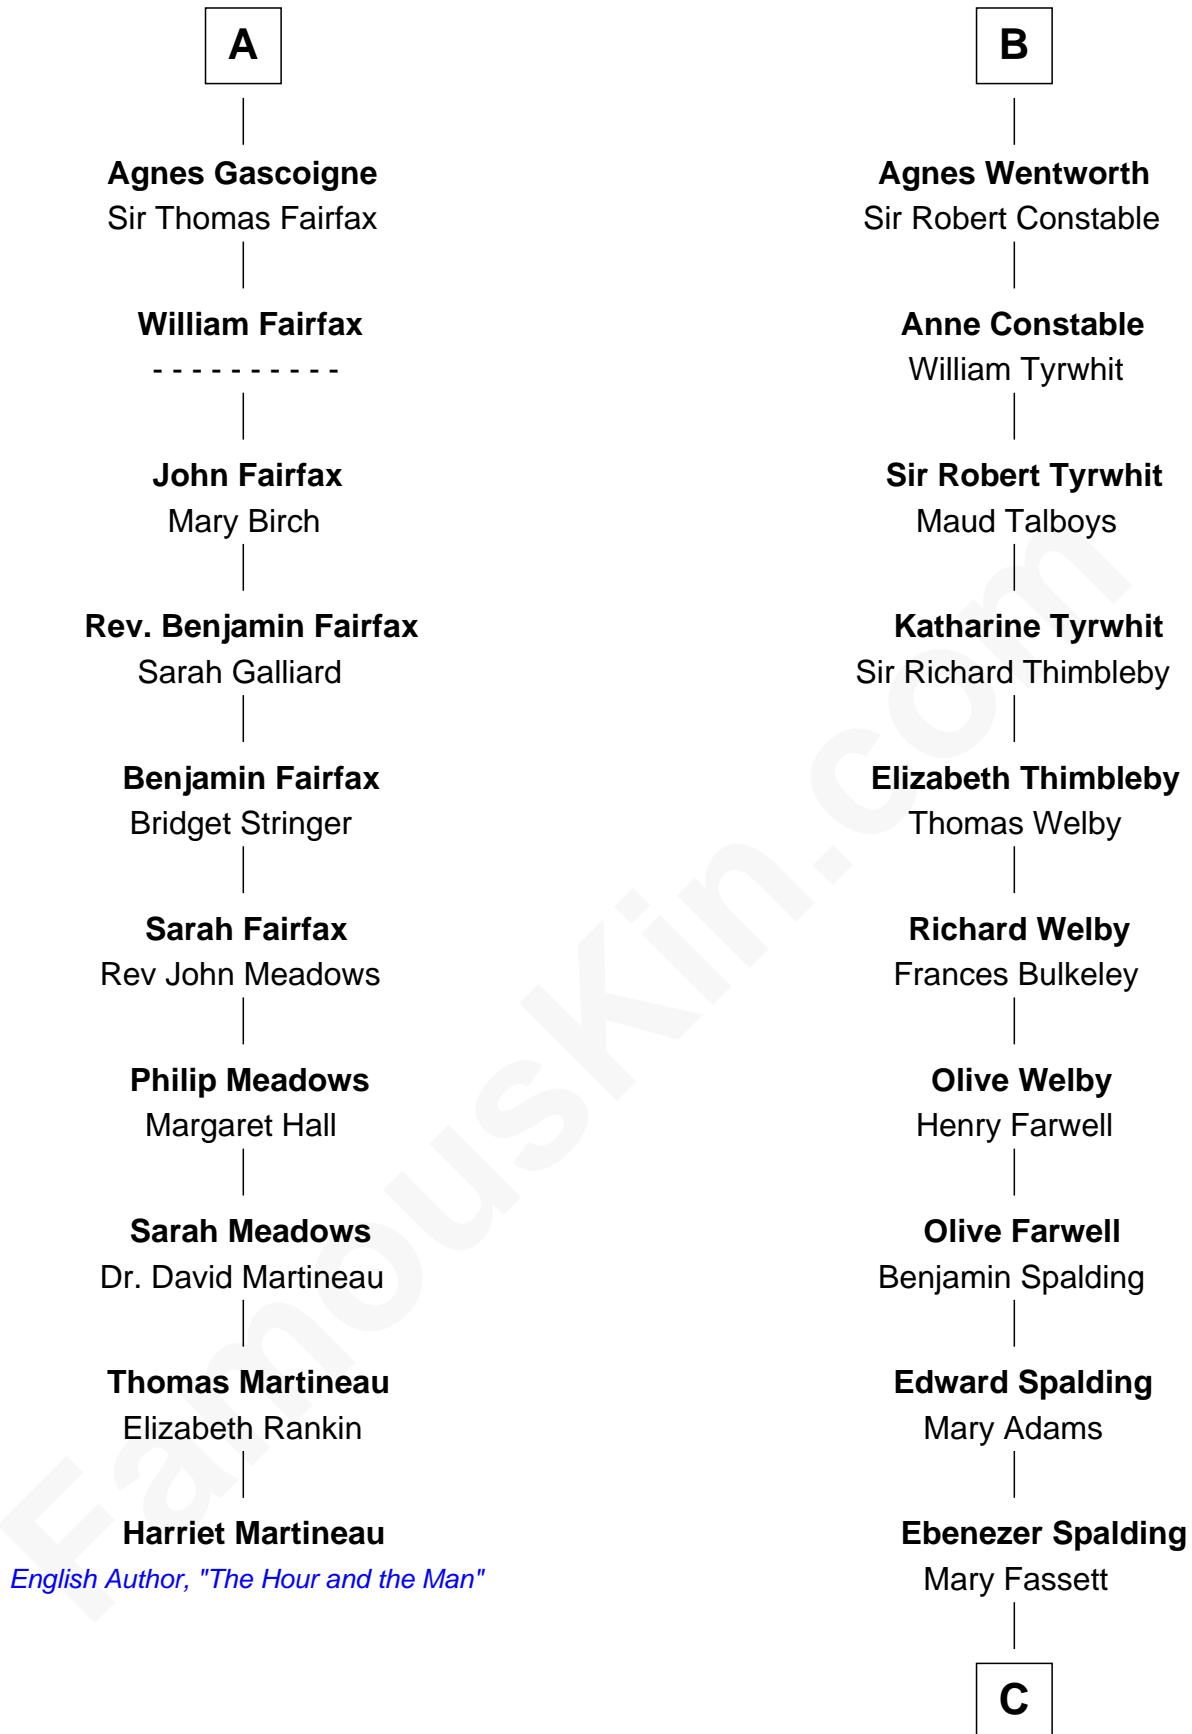 A
Agnes Gascoigne
Sir Thomas Fairfax
William Fairfax
- - - - - - - - - -
John Fairfax
Mary Birch
Rev. Benjamin Fairfax
Sarah Galliard
Benjamin Fairfax
Bridget Stringer
Sarah Fairfax
Rev John Meadows
Philip Meadows
Margaret Hall
Sarah Meadows
Dr. David Martineau
Thomas Martineau
Elizabeth Rankin
Harriet Martineau
English Author, "The Hour and the Man"
B
Agnes Wentworth
Sir Robert Constable
Anne Constable
William Tyrwhit
Sir Robert Tyrwhit
Maud Talboys
Katharine Tyrwhit
Sir Richard Thimbleby
Elizabeth Thimbleby
Thomas Welby
Richard Welby
Frances Bulkeley
Olive Welby
Henry Farwell
Olive Farwell
Benjamin Spalding
Edward Spalding
Mary Adams
Ebenezer Spalding
Mary Fassett
C
FamousKin.com